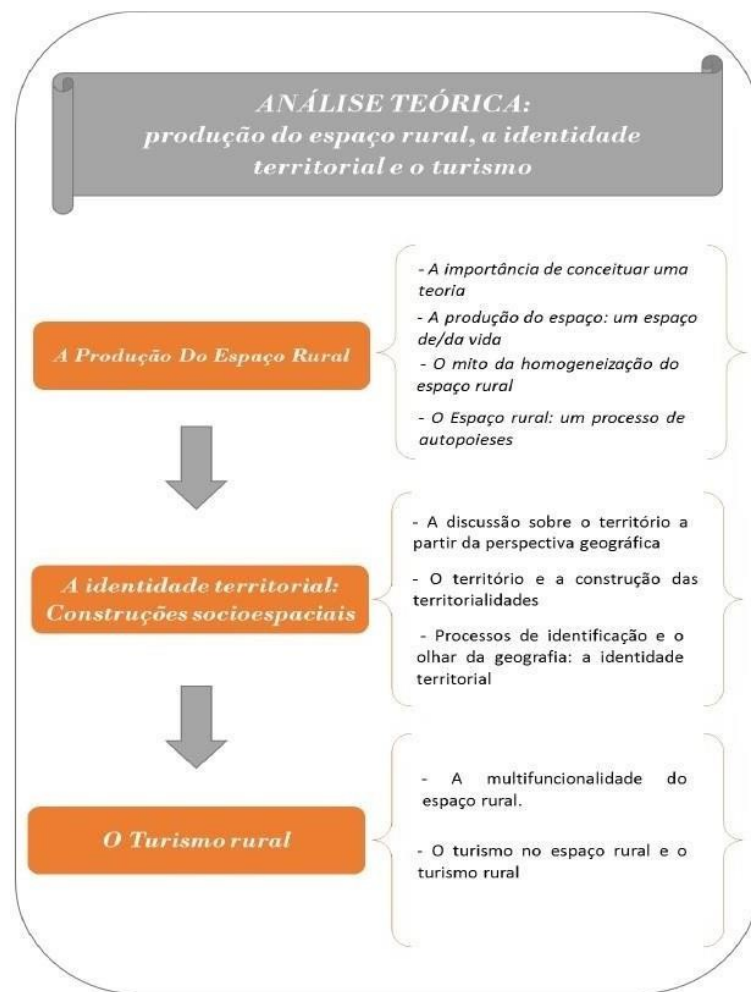 ANÁLISE TEÓRICA:
produção do espaço rural, a identidade
territorial e o turismo
A Produção Do Espaço Rural
- A importância de conceituar uma
teoria
- A produção do espaço: um espaço
de/da vida
- O mito da homogeneização do
espaço rural
- O Espaço rural: um processo de
autopoieses
A identidade territorial:
Construções socioespaciais
- A discussão sobre o território a
partir da perspectiva geográfica
- O território e a construção das
territorialidades
- Processos de identificação e o
olhar da geografia: a identidade
territorial
O Turismo rural
- A multifuncionalidade do
espaço rural.
- O turismo no espaço rural e o
turismo rural